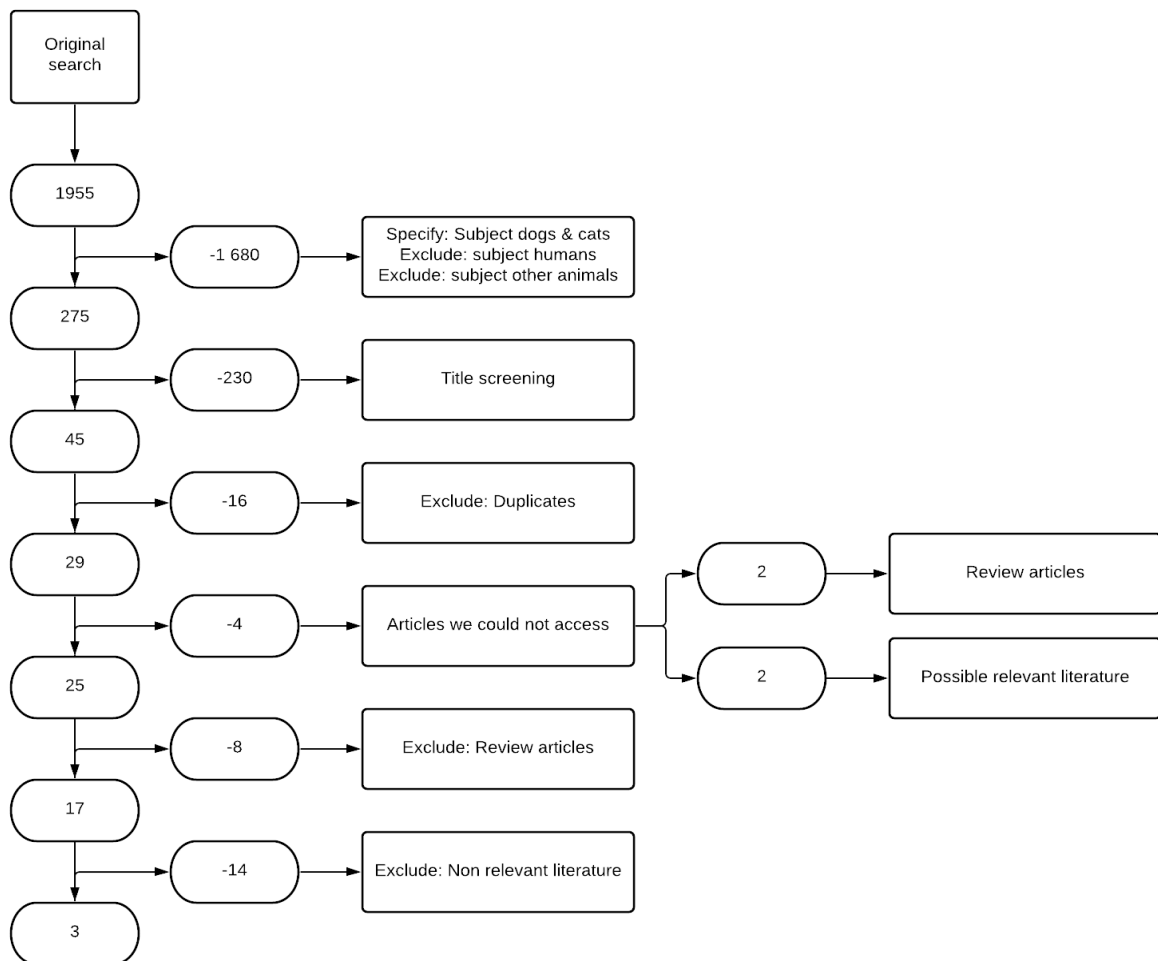 Original
search
1955
-1 680
Specify: Subject dogs & cats
Exclude: subject humans
Exclude: subject other animals
275
-230
Title screening
45
-16
Exclude: Duplicates
29
2
Review articles
-4
Articles we could not access
2
Possible relevant literature
25
-8
Exclude: Review articles
17
-14
Exclude: Non relevant literature
3